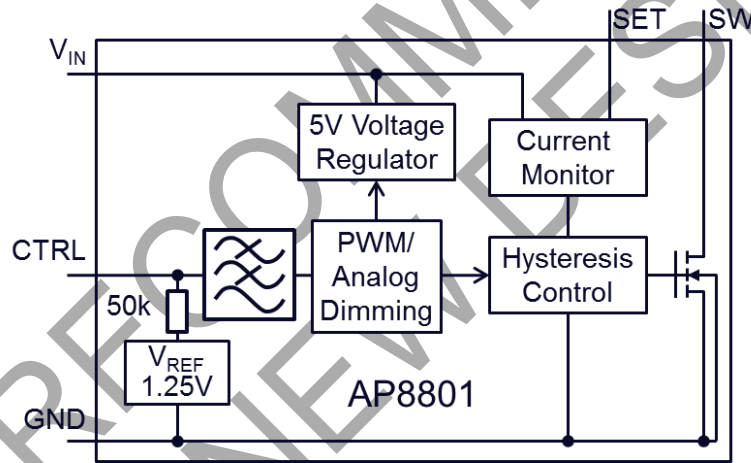 SET
SW
VIN
5V Voltage
Regulator
Current
Monitor
CTRL
PWM/
Analog
Dimming
Hysteresis
Control
50k
VREF
1.25V
AP8801
GND
NEW